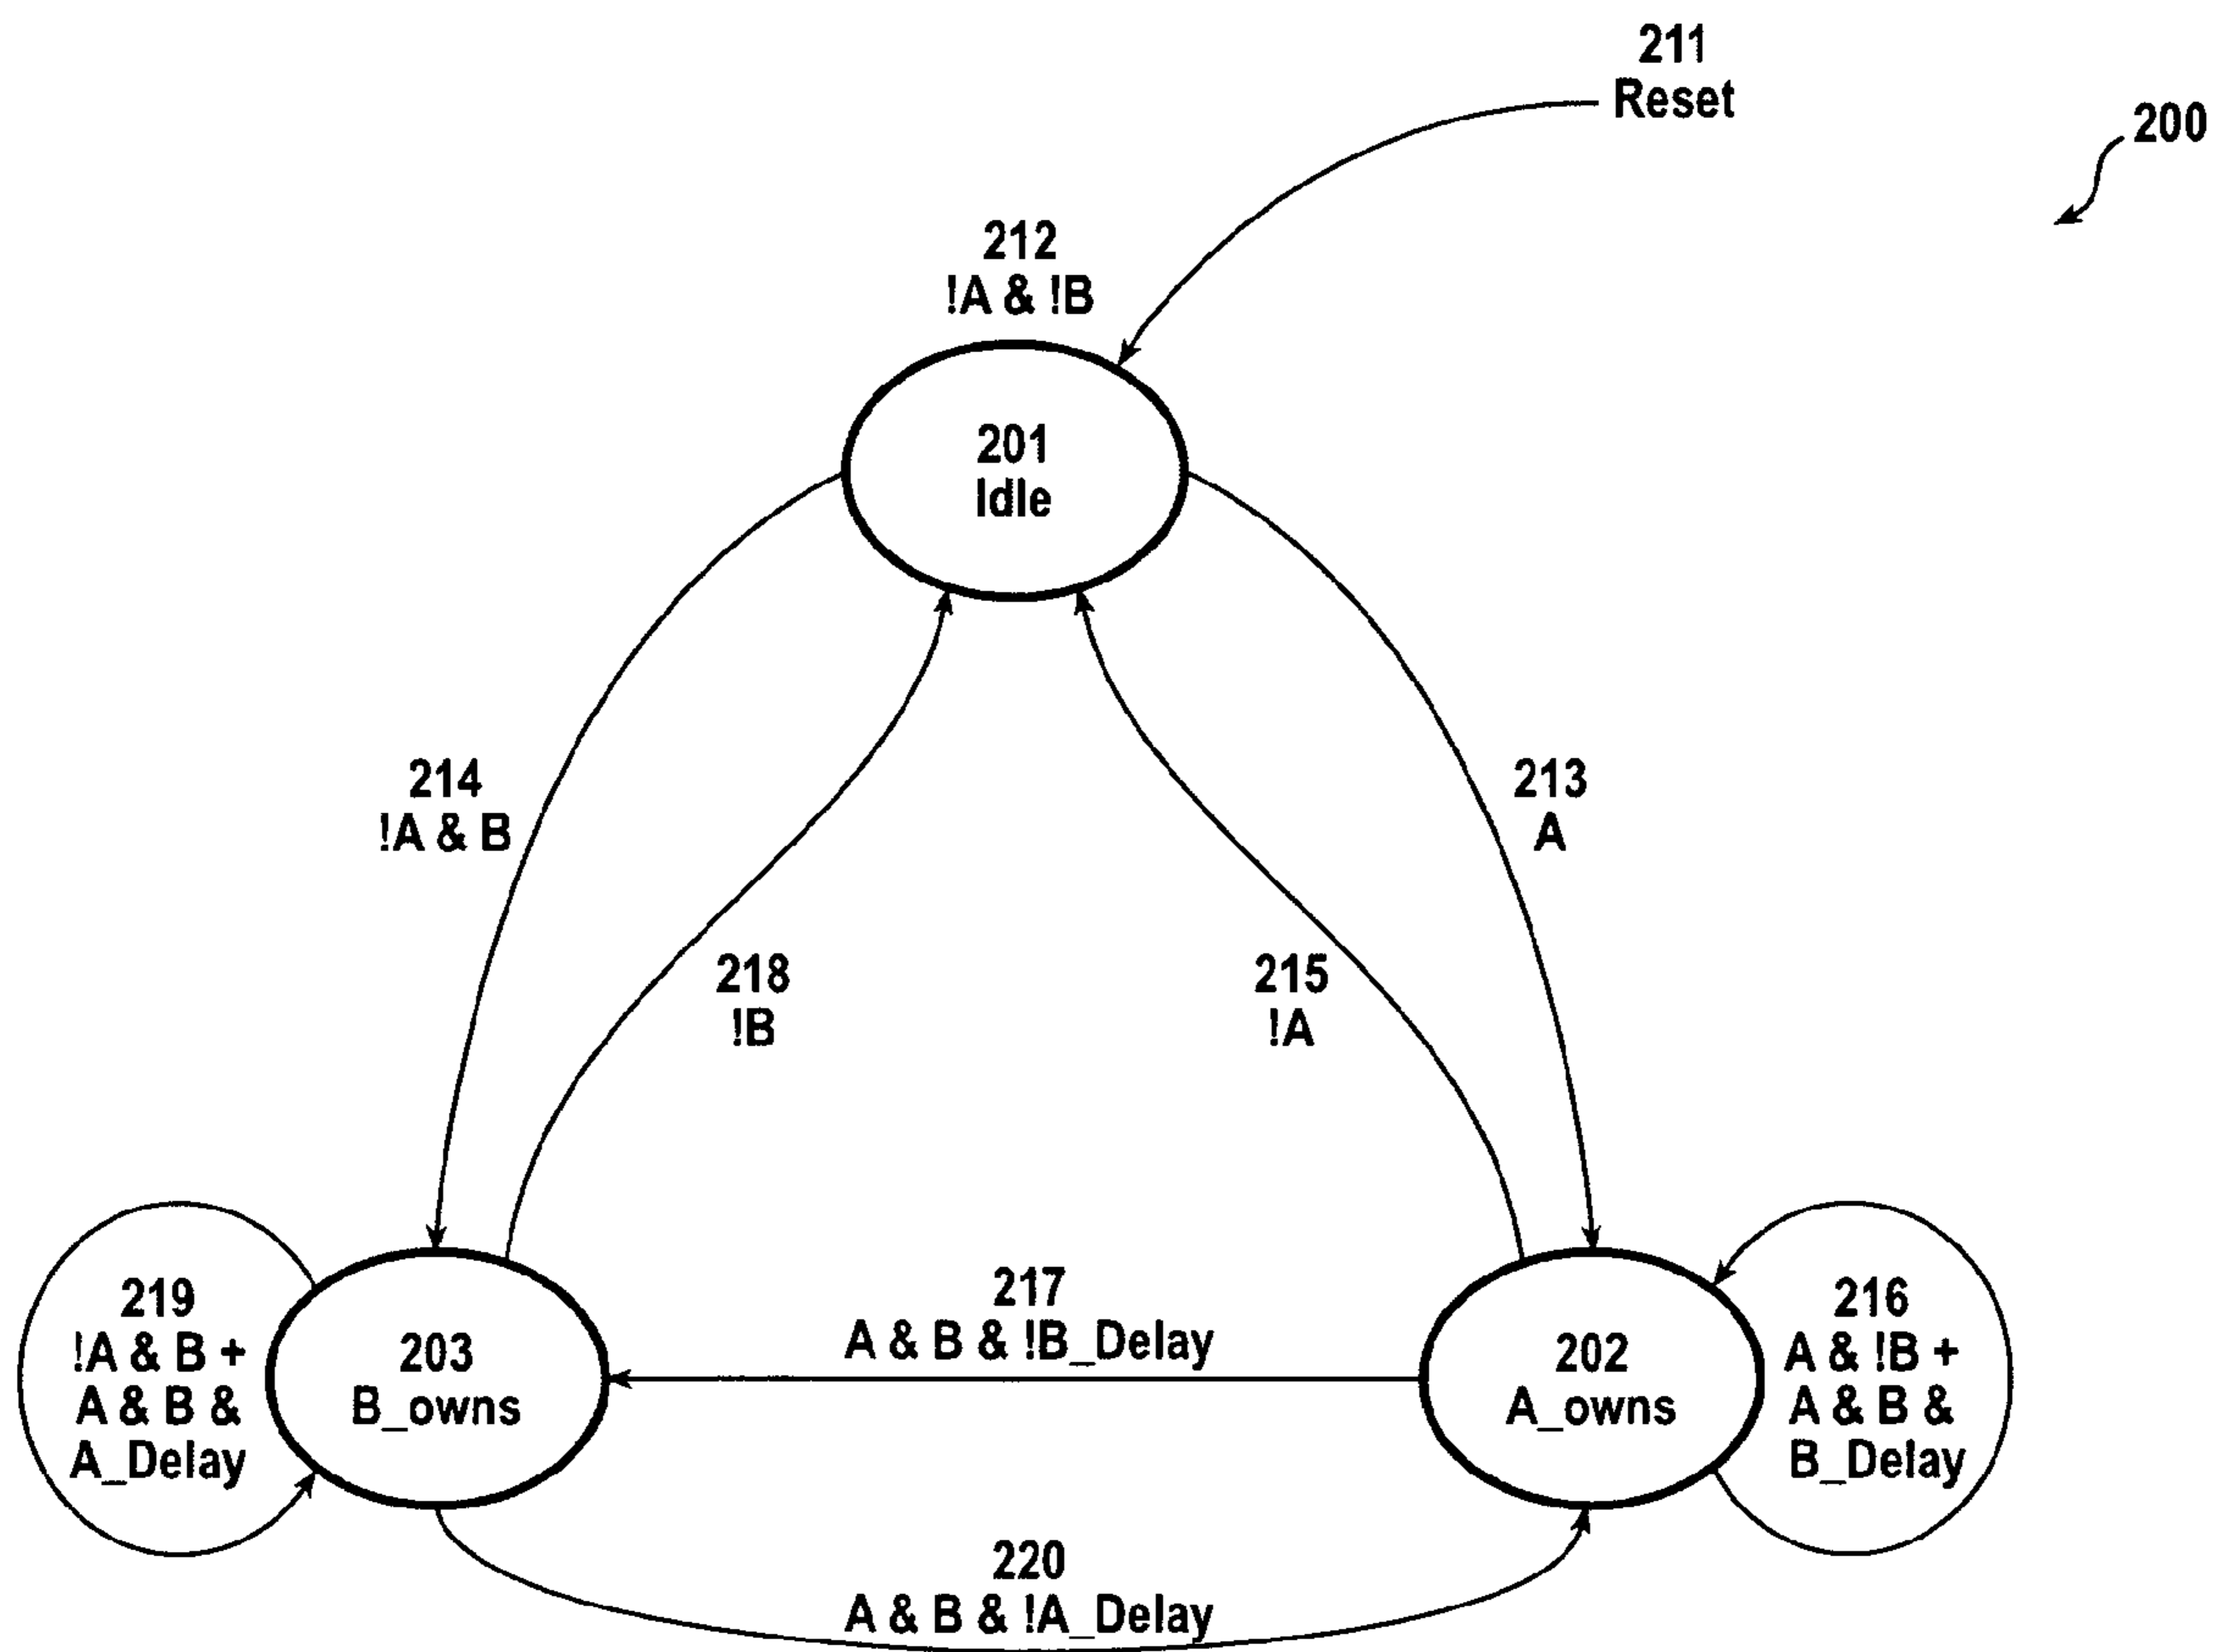 211
Reset
200
212
!A & !B
201
Idle
214
!A & B
213
A
218
!B
215
!A
219
!A & B +
A & B &
A_Delay
203
B_owns
217
A & B & !B_Delay
202
A_owns
216
A & !B +
A & B &
B_Delay
220
A & B & !A_Delay